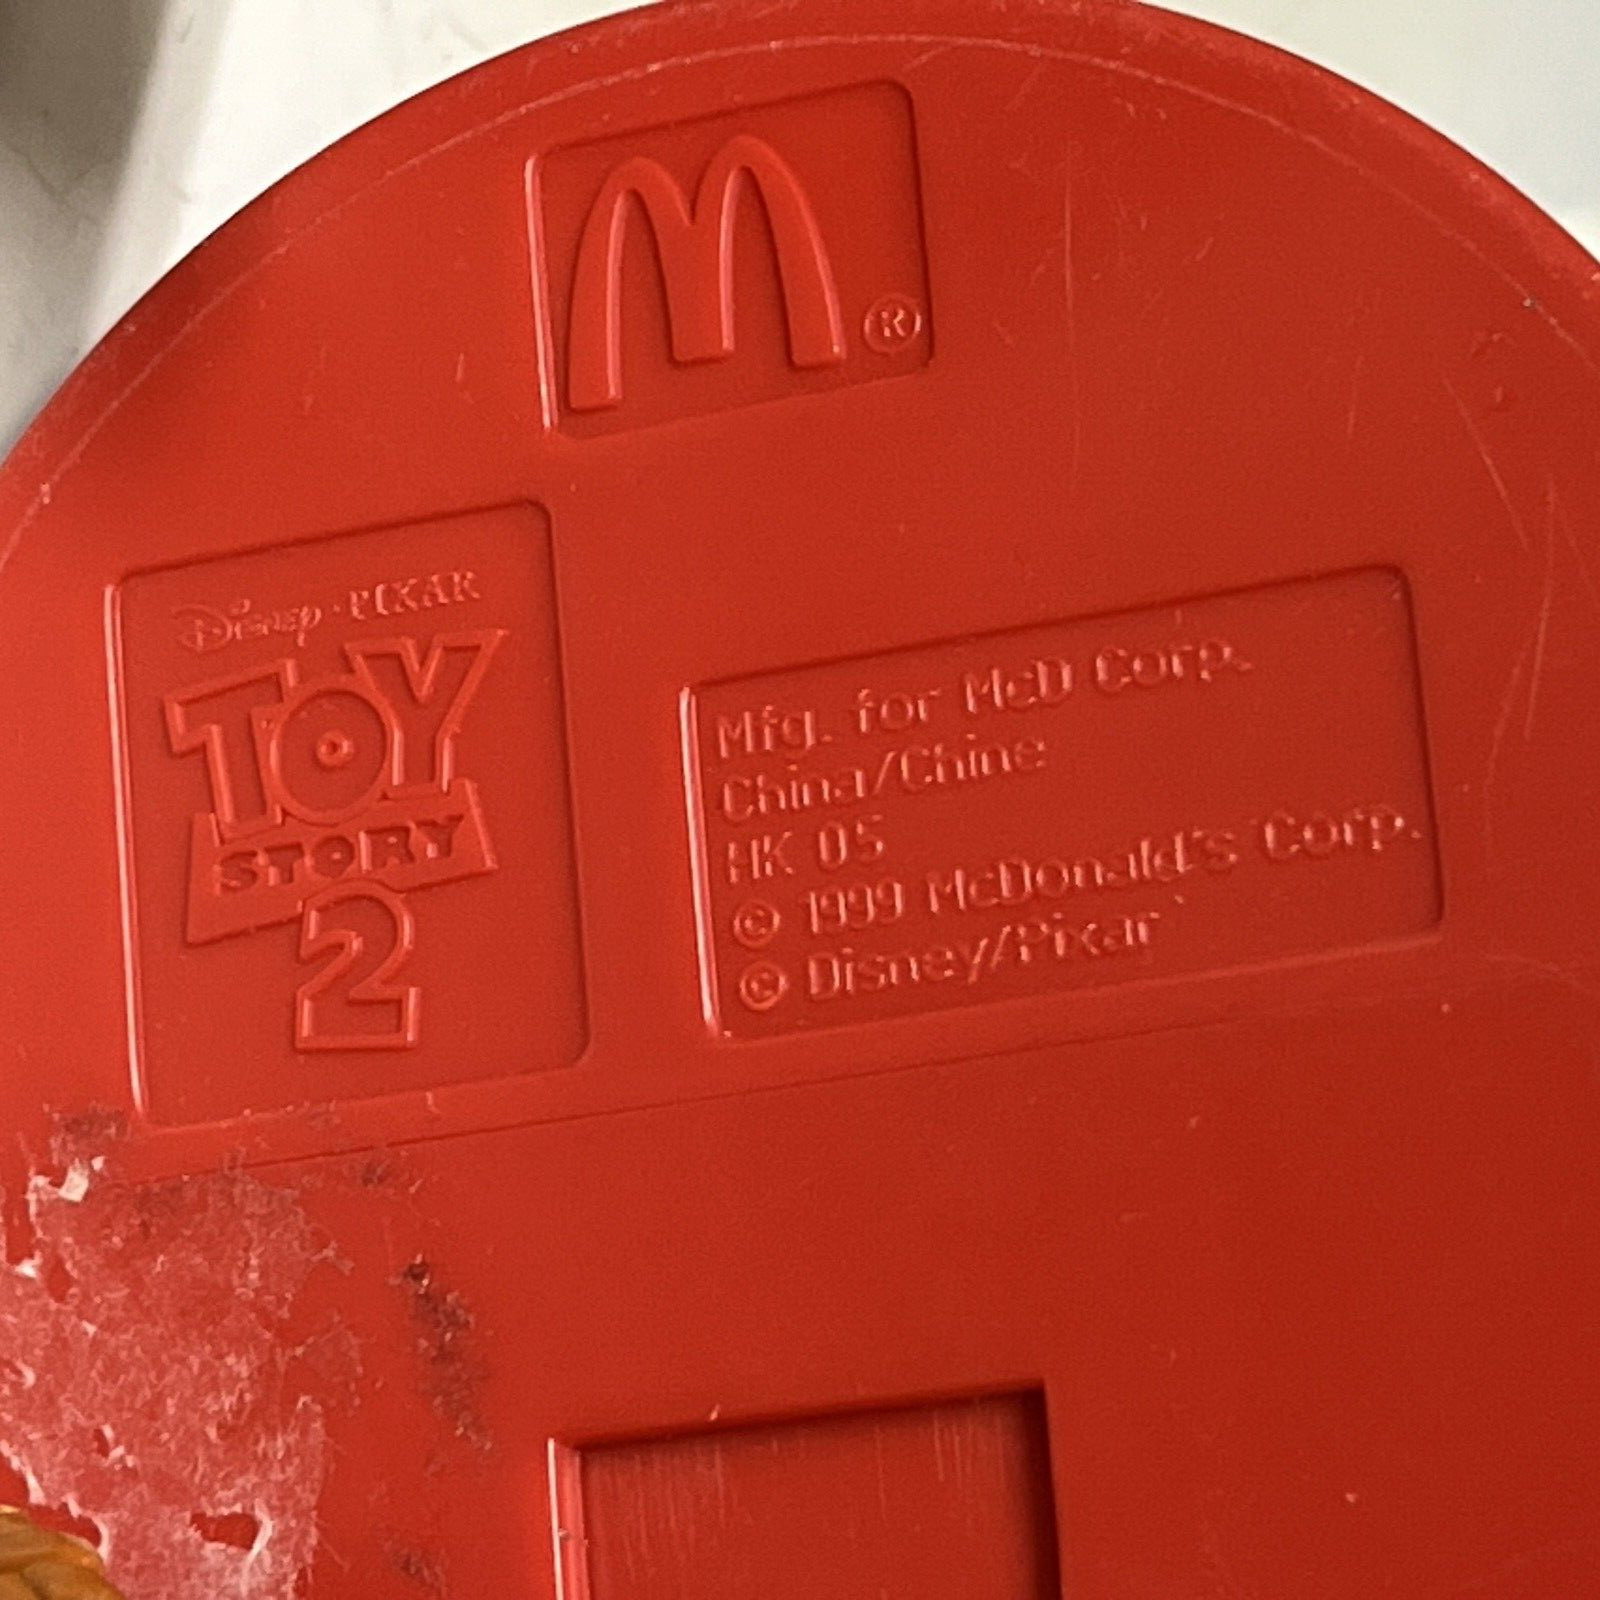 M®
Disney·PIXAR
TOY
STORY
2
Mfg. for McD Corp.
China/Chine
HK 05
© 1999 McDonald's Corp.
© Disney/Pixar